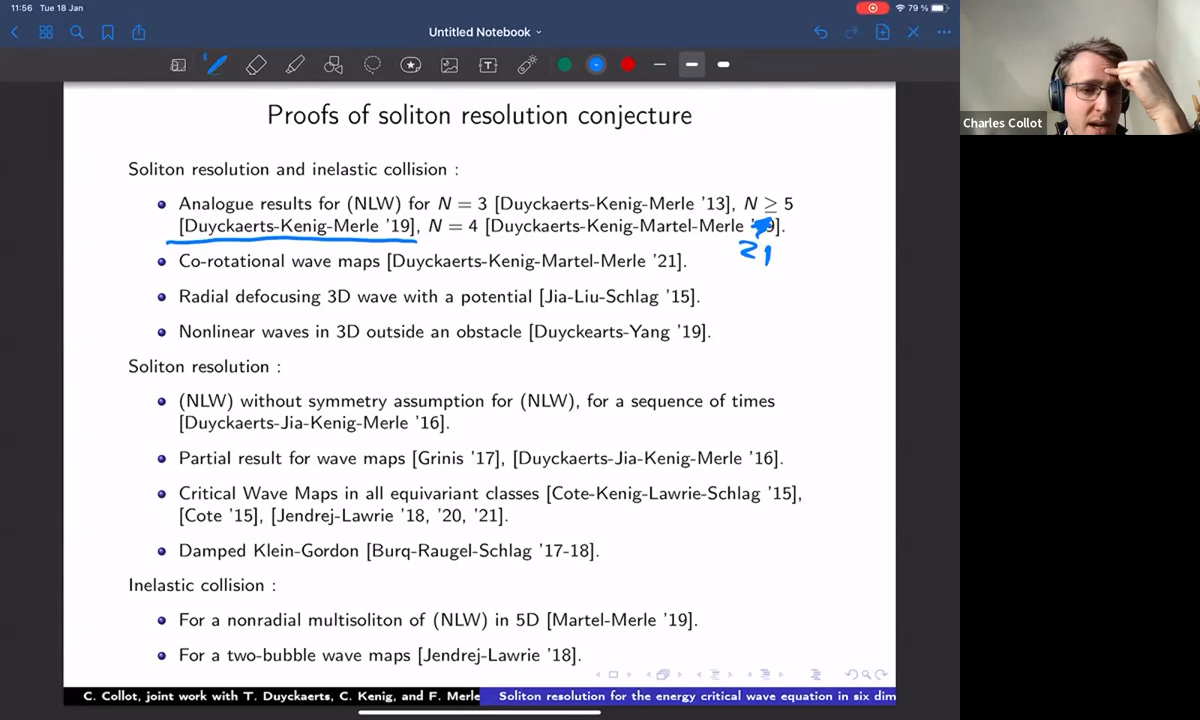 11:56 Tue 18 Jan
79 %
Untitled Notebook
Charles Collot
Proofs of soliton resolution conjecture
Soliton resolution and inelastic collision :
Analogue results for (NLW) for N = 3 [Duyckaerts-Kenig-Merle '13], N ≥ 5
[Duyckaerts-Kenig-Merle '19], N = 4 [Duyckaerts-Kenig-Martel-Merle '19].
21
Co-rotational wave maps [Duyckaerts-Kenig-Martel-Merle '21].
Radial defocusing 3D wave with a potential [Jia-Liu-Schlag '15].
Nonlinear waves in 3D outside an obstacle [Duyckearts-Yang '19].
Soliton resolution :
(NLW) without symmetry assumption for (NLW), for a sequence of times
[Duyckaerts-Jia-Kenig-Merle '16].
Partial result for wave maps [Grinis '17], [Duyckaerts-Jia-Kenig-Merle '16].
Critical Wave Maps in all equivariant classes [Cote-Kenig-Lawrie-Schlag '15],
[Cote '15], [Jendrej-Lawrie '18, '20, '21].
Damped Klein-Gordon [Burq-Raugel-Schlag '17-18].
Inelastic collision :
For a nonradial multisoliton of (NLW) in 5D [Martel-Merle '19].
For a two-bubble wave maps [Jendrej-Lawrie '18].
C. Collot, joint work with T. Duyckaerts, C. Kenig, and F. Merle
Soliton resolution for the energy critical wave equation in six dim